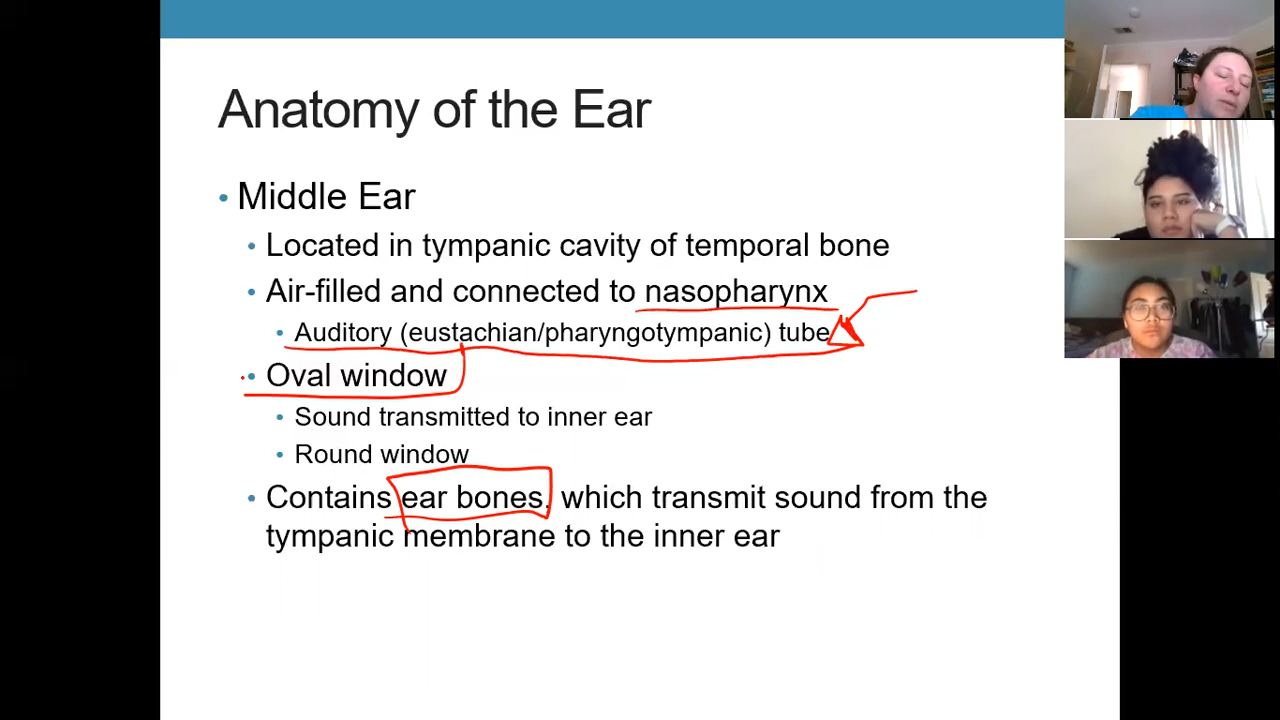 Anatomy of the Ear
• Middle Ear
• Located in tympanic cavity of temporal bone
• Air-filled and connected to nasopharynx
• Auditory (eustachian/pharyngotympanic) tube
• Oval window
• Sound transmitted to inner ear
• Round window
• Contains ear bones, which transmit sound from the
tympanic membrane to the inner ear